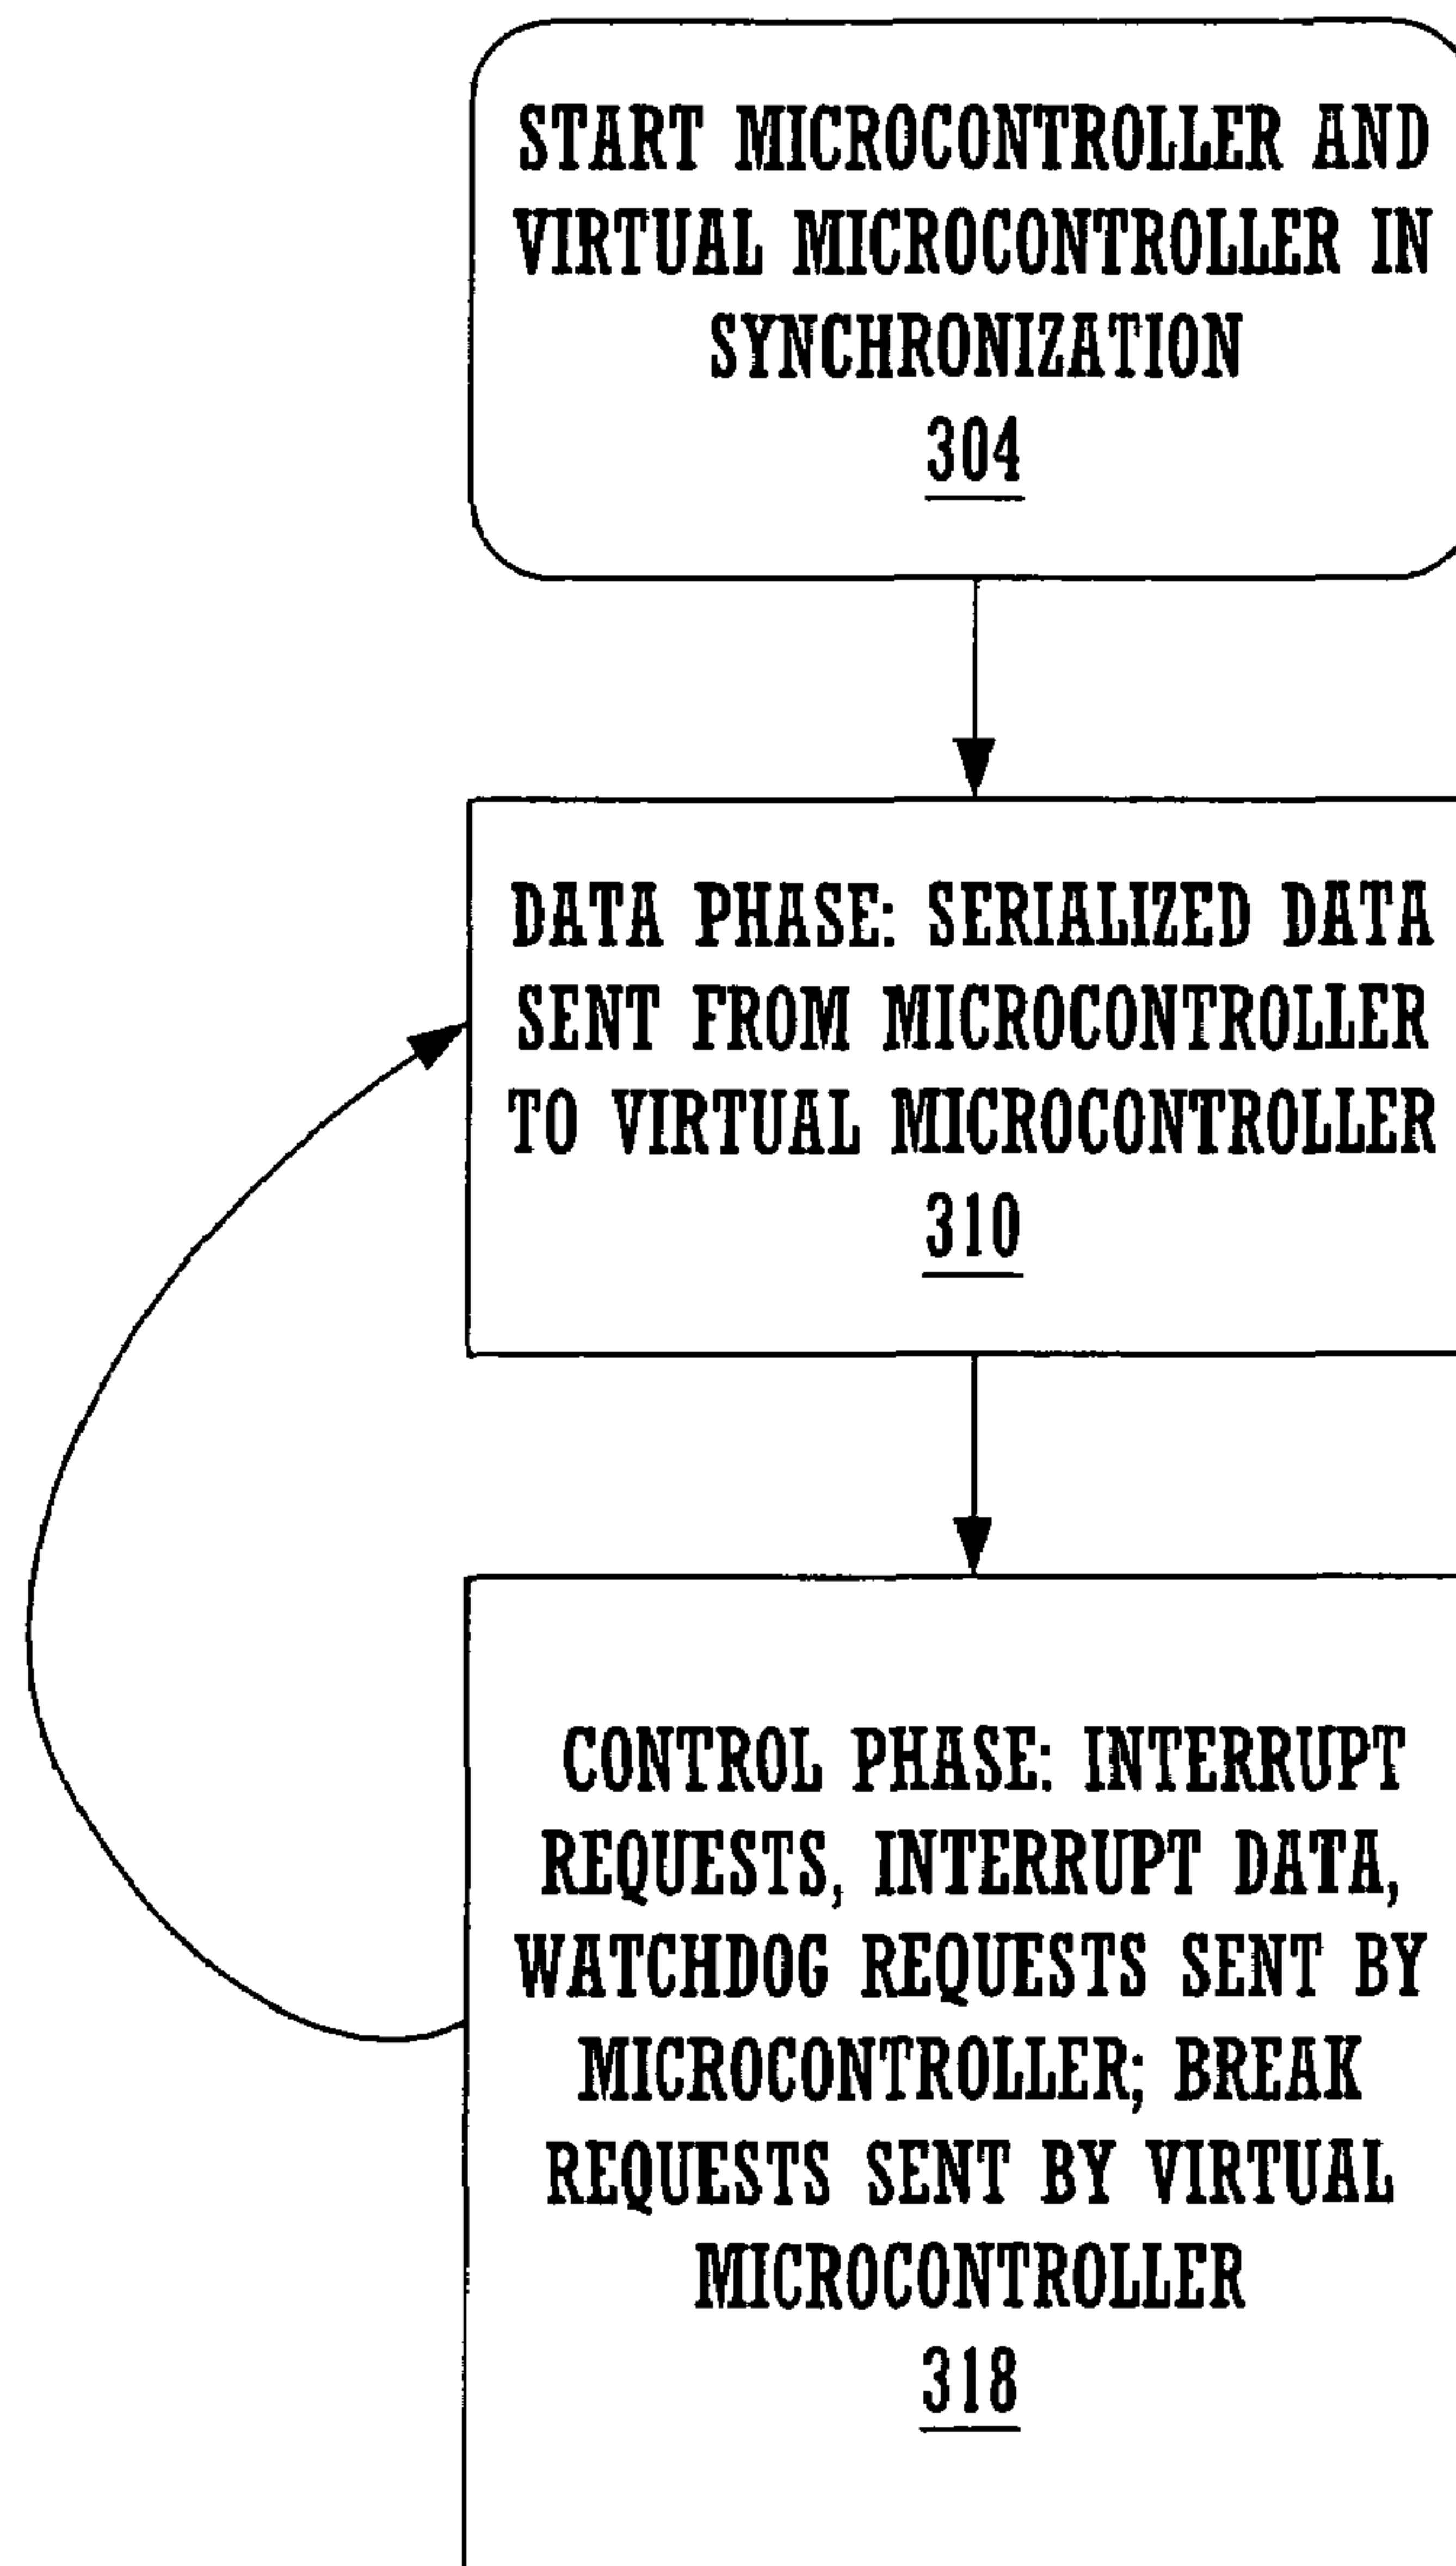 START MICROCONTROLLER AND
VIRTUAL MICROCONTROLLER IN
SYNCHRONIZATION
304
DATA PHASE: SERIALIZED DATA
SENT FROM MICROCONTROLLER
TO VIRTUAL MICROCONTROLLER
310
CONTROL PHASE: INTERRUPT
REQUESTS, INTERRUPT DATA,
WATCHDOG REQUESTS SENT BY
MICROCONTROLLER; BREAK
REQUESTS SENT BY VIRTUAL
MICROCONTROLLER
318